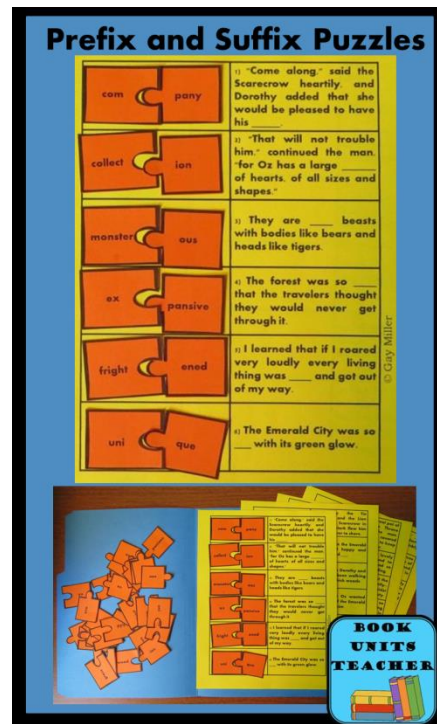 Prefix and Suffix Puzzles
com pany
1) "Come along," said the
Scarecrow heartily, and
Dorothy added that she
would be pleased to have
his ______.
collect ion
2) "That will not trouble
him," continued the man,
"for Oz has a large ______
of hearts, of all sizes and
shapes."
monster ous
3) They are ____ beasts
with bodies like bears and
heads like tigers.
ex pansive
4) The forest was so ____
that the travelers thought
they would never get
through it.
fright ened
5) I learned that if I roared
very loudly every living
thing was ____ and got out
of my way.
uni que
6) The Emerald City was so
___ with its green glow.
© Gay Miller
BOOK
UNITS
TEACHER